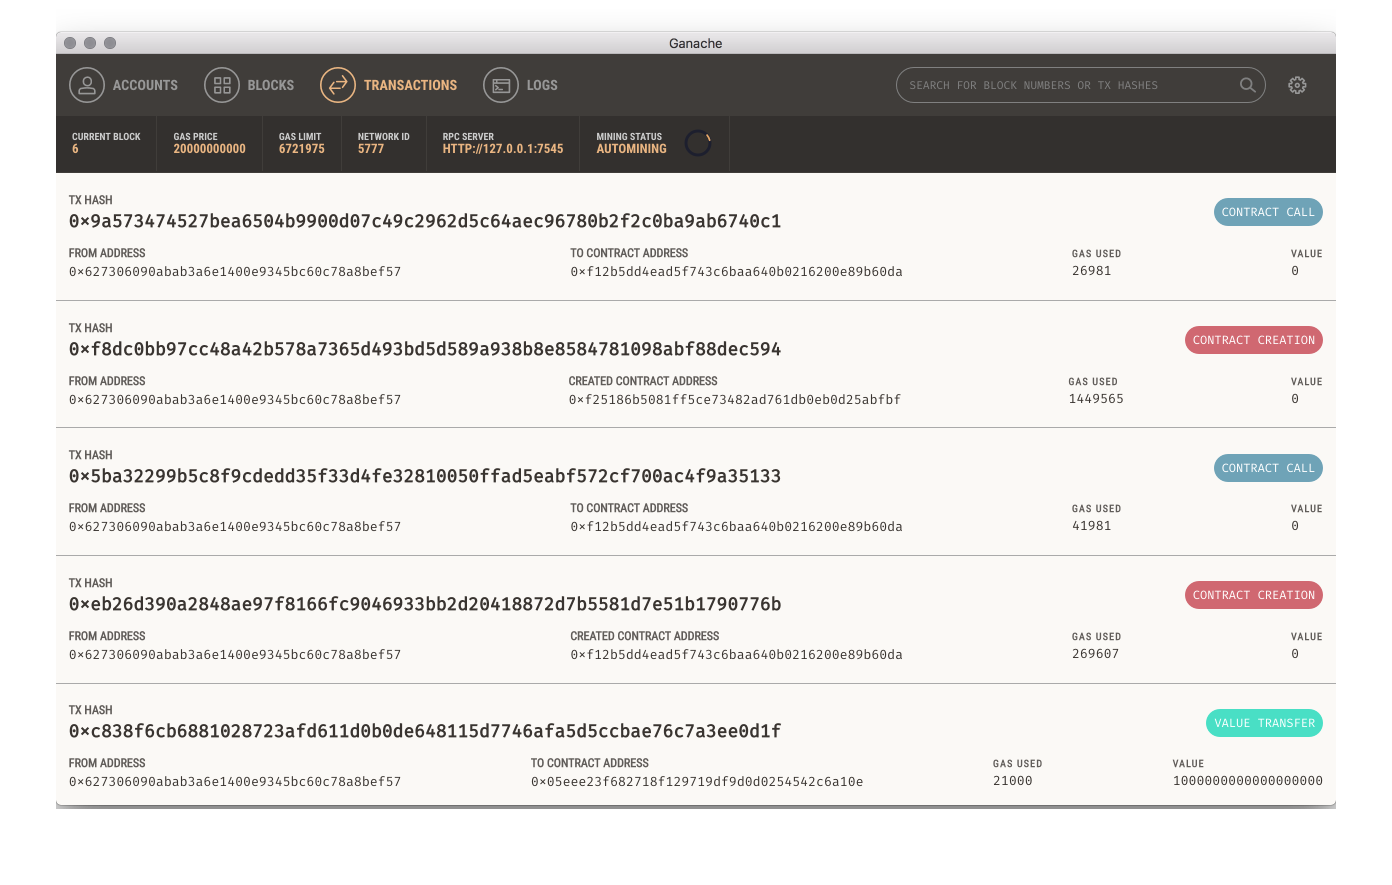 Ganache
ACCOUNTS BLOCKS TRANSACTIONS LOGS SEARCH FOR BLOCK NUMBERS OR TX HASHES
CURRENT BLOCK GAS PRICE GAS LIMIT NETWORK ID RPC SERVER MINING STATUS
6 20000000000 6721975 5777 HTTP://127.0.0.1:7545 AUTOMINING
TX HASH
0×9a573474527bea6504b9900d07c49c2962d5c64aec96780b2f2c0ba9ab6740c1 CONTRACT CALL
FROM ADDRESS TO CONTRACT ADDRESS GAS USED VALUE
0×627306090abab3a6e1400e9345bc60c78a8bef57 0×f12b5dd4ead5f743c6baa640b0216200e89b60da 26981 0
TX HASH
0×f8dc0bb97cc48a42b578a7365d493bd5d589a938b8e8584781098abf88dec594 CONTRACT CREATION
FROM ADDRESS CREATED CONTRACT ADDRESS GAS USED VALUE
0×627306090abab3a6e1400e9345bc60c78a8bef57 0×f25186b5081ff5ce73482ad761db0eb0d25abfbf 1449565 0
TX HASH
0×5ba32299b5c8f9cdedd35f33d4fe32810050ffad5eabf572cf700ac4f9a35133 CONTRACT CALL
FROM ADDRESS TO CONTRACT ADDRESS GAS USED VALUE
0×627306090abab3a6e1400e9345bc60c78a8bef57 0×f12b5dd4ead5f743c6baa640b0216200e89b60da 41981 0
TX HASH
0×eb26d390a2848ae97f8166fc9046933bb2d20418872d7b5581d7e51b1790776b CONTRACT CREATION
FROM ADDRESS CREATED CONTRACT ADDRESS GAS USED VALUE
0×627306090abab3a6e1400e9345bc60c78a8bef57 0×f12b5dd4ead5f743c6baa640b0216200e89b60da 269607 0
TX HASH
0×c838f6cb6881028723afd611d0b0de648115d7746afa5d5ccbae76c7a3ee0d1f VALUE TRANSFER
FROM ADDRESS TO CONTRACT ADDRESS GAS USED VALUE
0×627306090abab3a6e1400e9345bc60c78a8bef57 0×05eee23f682718f129719df9d0d0254542c6a10e 21000 1000000000000000000